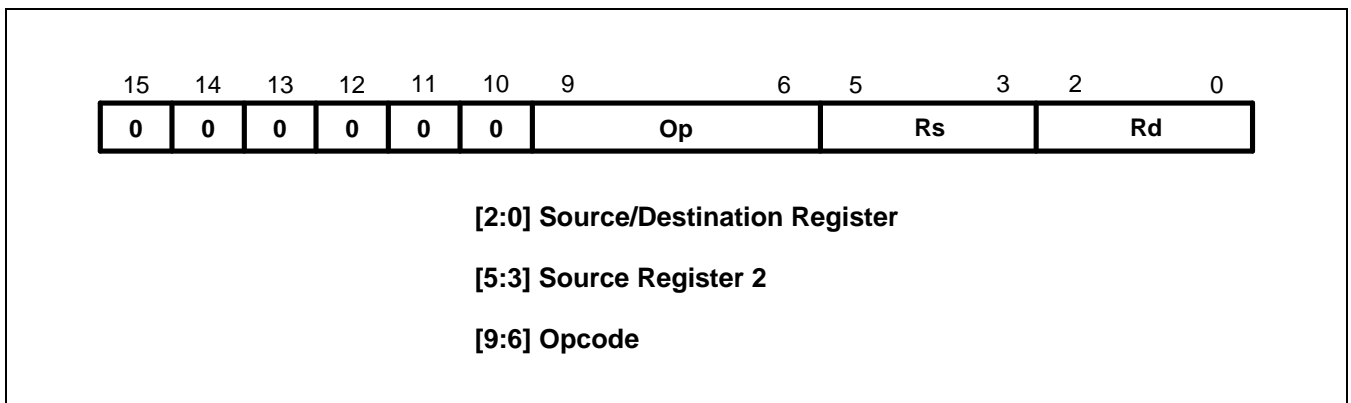 15 14 13 12 11 10 9 6 5 3 2 0
0 0 0 0 0 0 Op Rs Rd
[2:0] Source/Destination Register
[5:3] Source Register 2
[9:6] Opcode